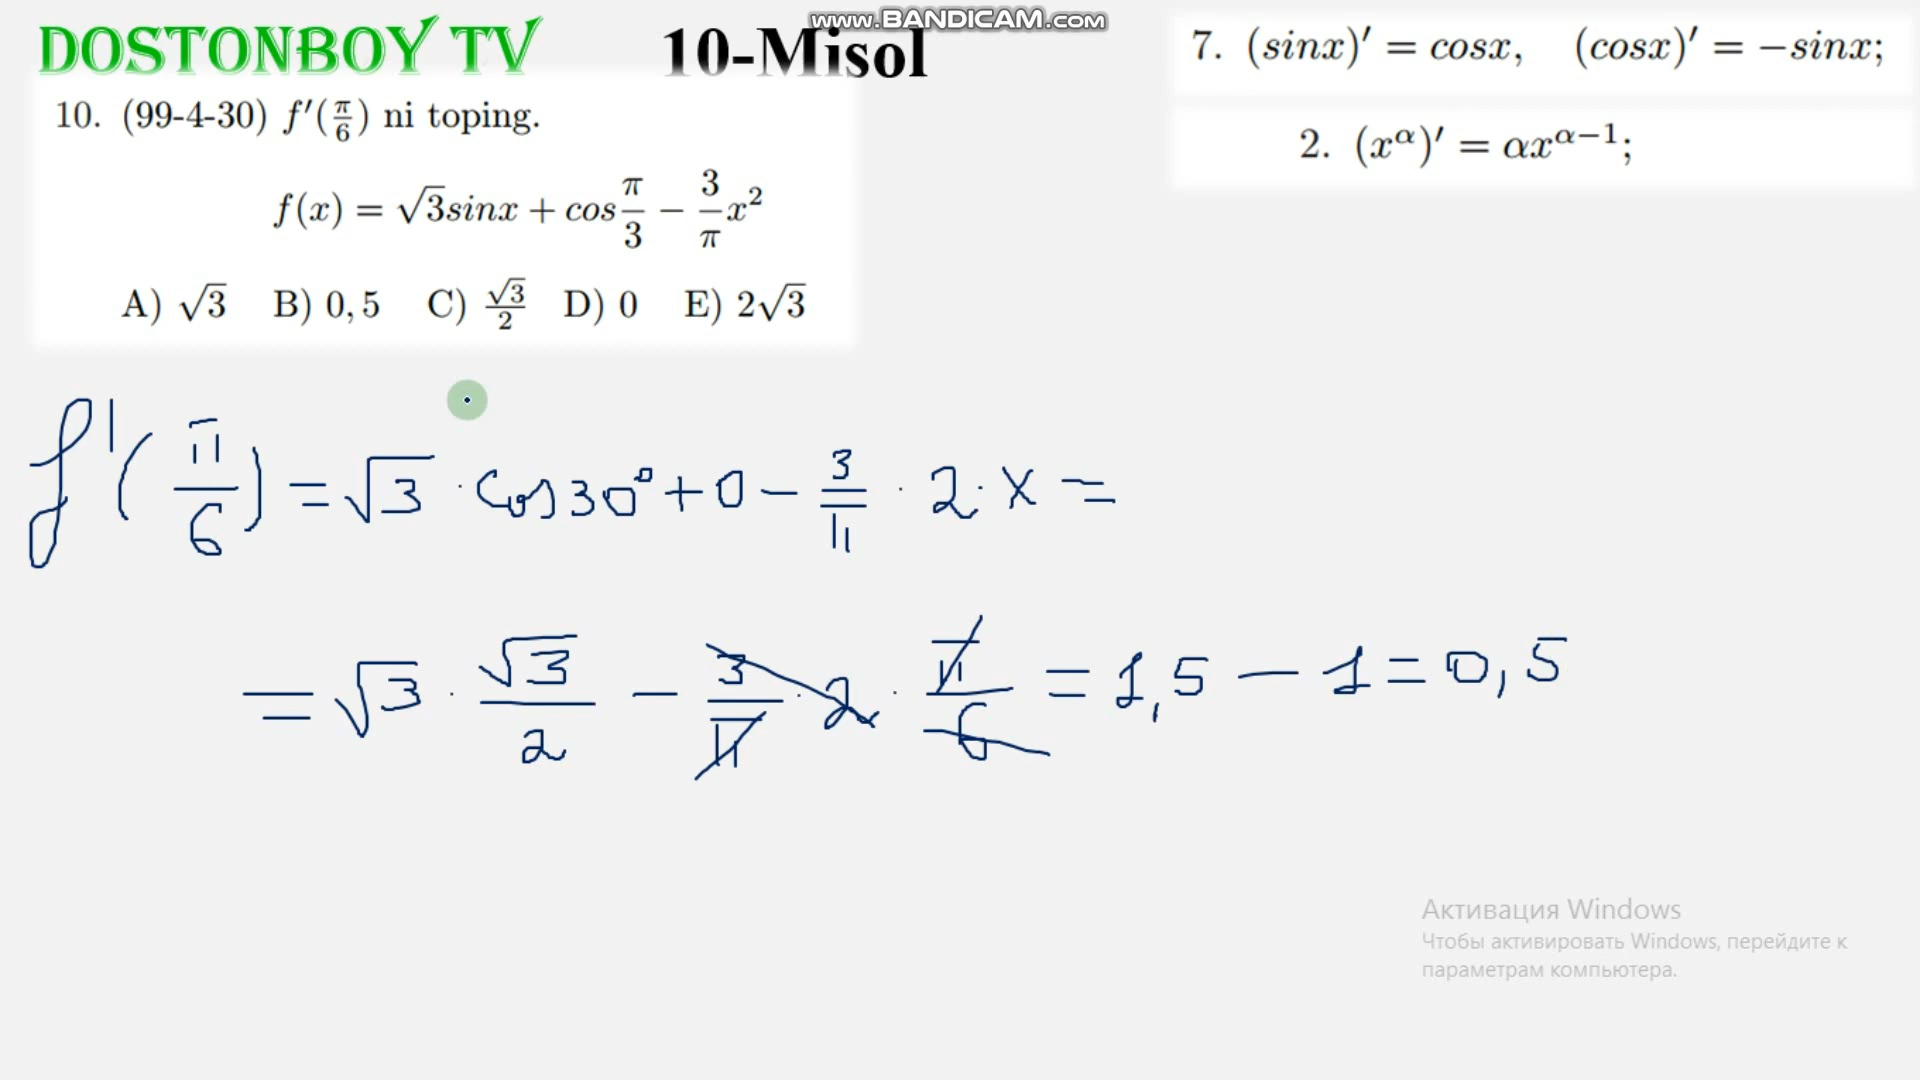 www.BANDICAM.com
DOSTONBOY TV
10-Misol
7. (sinx)′ = cosx, (cosx)′ = −sinx;
2. (x^α)′ = αx^(α−1);
10. (99-4-30) f′(π/6) ni toping.
f(x) = √3sinx + cos π/3 − 3/π x²
A) √3 B) 0,5 C) √3/2 D) 0 E) 2√3
f′(π/6) = √3 · cos30° + 0 − 3/π · 2 · x =
= √3 · √3/2 − 3/π · 2 · π/6 = 1,5 − 1 = 0,5
Активация Windows
Чтобы активировать Windows, перейдите к
параметрам компьютера.